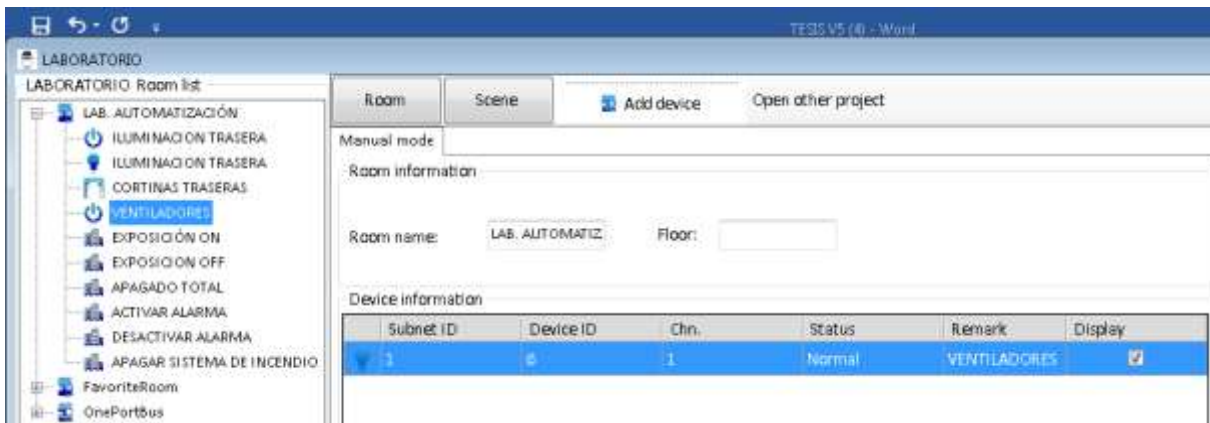 TESIS V5 (4) - Word
LABORATORIO
LABORATORIO Room list
LAB. AUTOMATIZACIÓN
ILUMINACION TRASERA
ILUMINACION TRASERA
CORTINAS TRASERAS
VENTILADORES
EXPOSICIÓN ON
EXPOSICION OFF
APAGADO TOTAL
ACTIVAR ALARMA
DESACTIVAR ALARMA
APAGAR SISTEMA DE INCENDIO
FavoriteRoom
OnePortBus
Room Scene Add device Open other project
Manual mode
Room information
Room name: LAB. AUTOMATIZ Floor:
Device information
Subnet ID Device ID Chn. Status Remark Display
1 6 1 Normal VENTILADORES